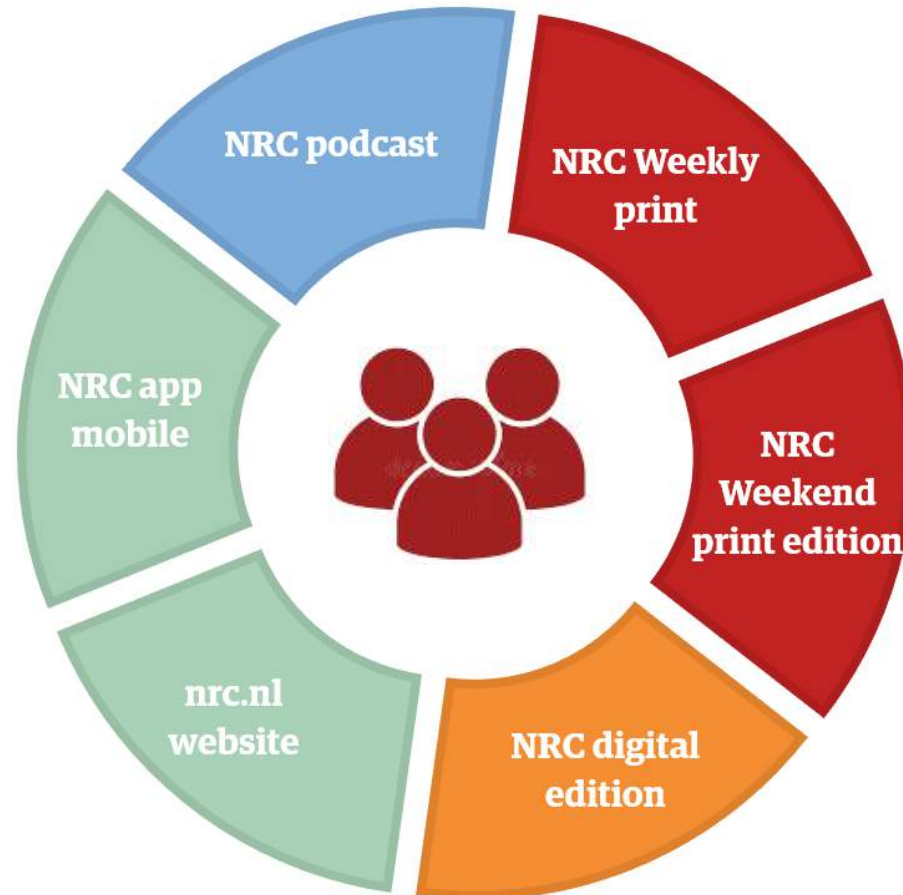 NRC podcast
NRC Weekly
print
NRC
Weekend
print edition
NRC digital
edition
nrc.nl
website
NRC app
mobile